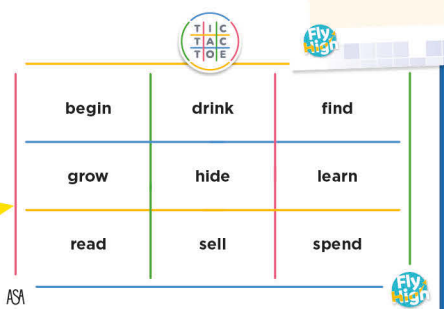 TIC
TAC
TOE
Fly
High
begin drink find
grow hide learn
read sell spend
ASA
Fly
High